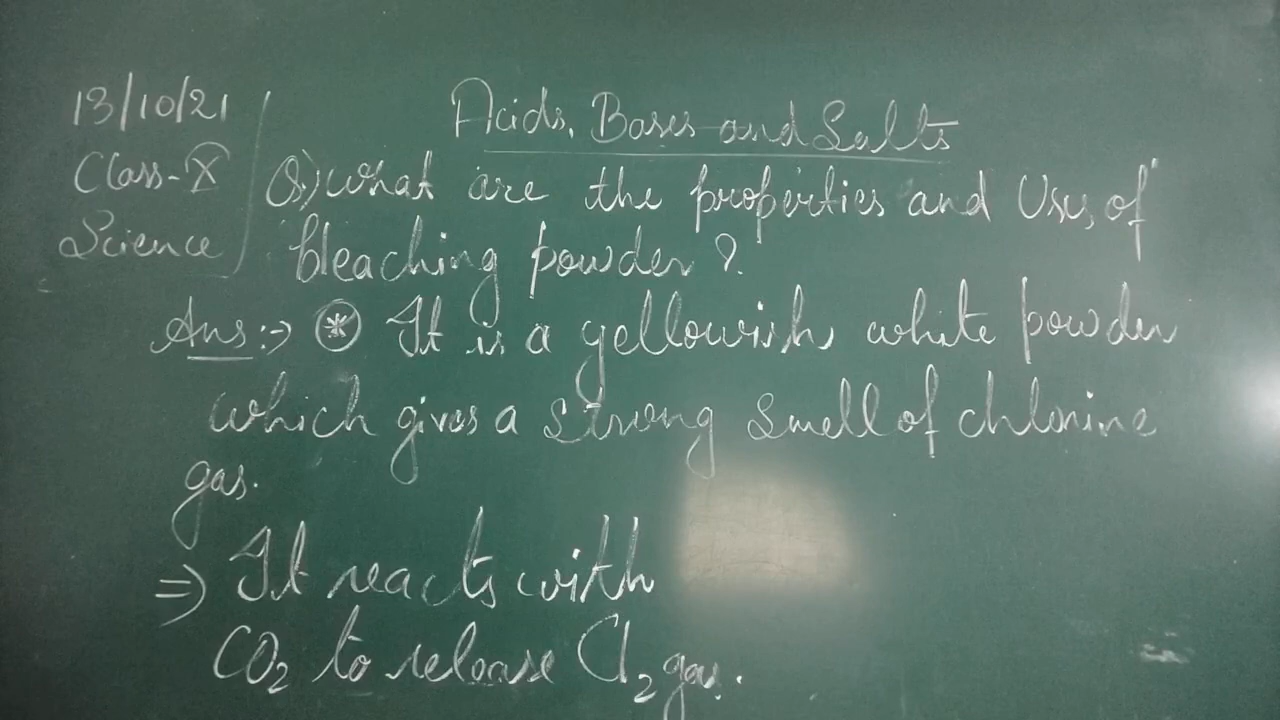 13/10/21
Class-X
Science
Acids, Bases and Salts
Q) what are the properties and Uses of
bleaching powder?
Ans:→ * It is a yellowish white powder
which gives a strong smell of chlorine
gas.
⇒ It reacts with
CO₂ to release Cl₂ gas.